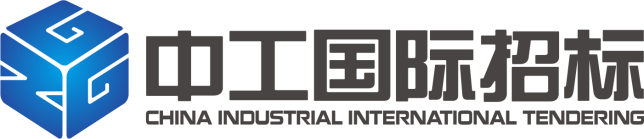 中工国际招标
CHINA INDUSTRIAL INTERNATIONAL TENDERING